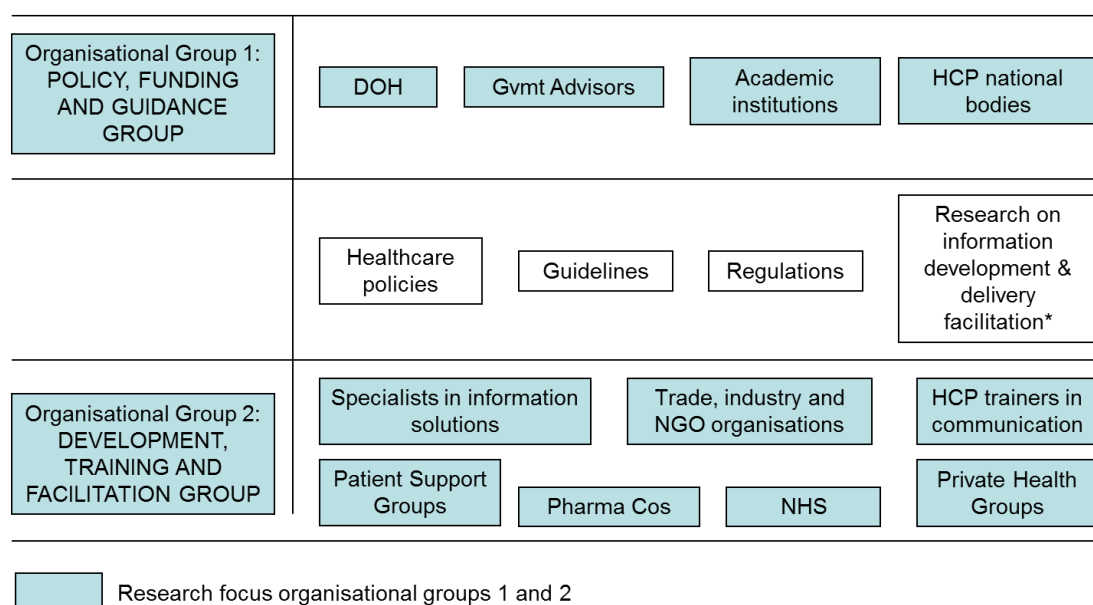 Organisational Group 1:
POLICY, FUNDING
AND GUIDANCE
GROUP
DOH
Gvmt Advisors
Academic
institutions
HCP national
bodies
Healthcare
policies
Guidelines
Regulations
Research on
information
development &
delivery
facilitation*
Organisational Group 2:
DEVELOPMENT,
TRAINING AND
FACILITATION GROUP
Specialists in information
solutions
Trade, industry and
NGO organisations
HCP trainers in
communication
Patient Support
Groups
Pharma Cos
NHS
Private Health
Groups
Research focus organisational groups 1 and 2